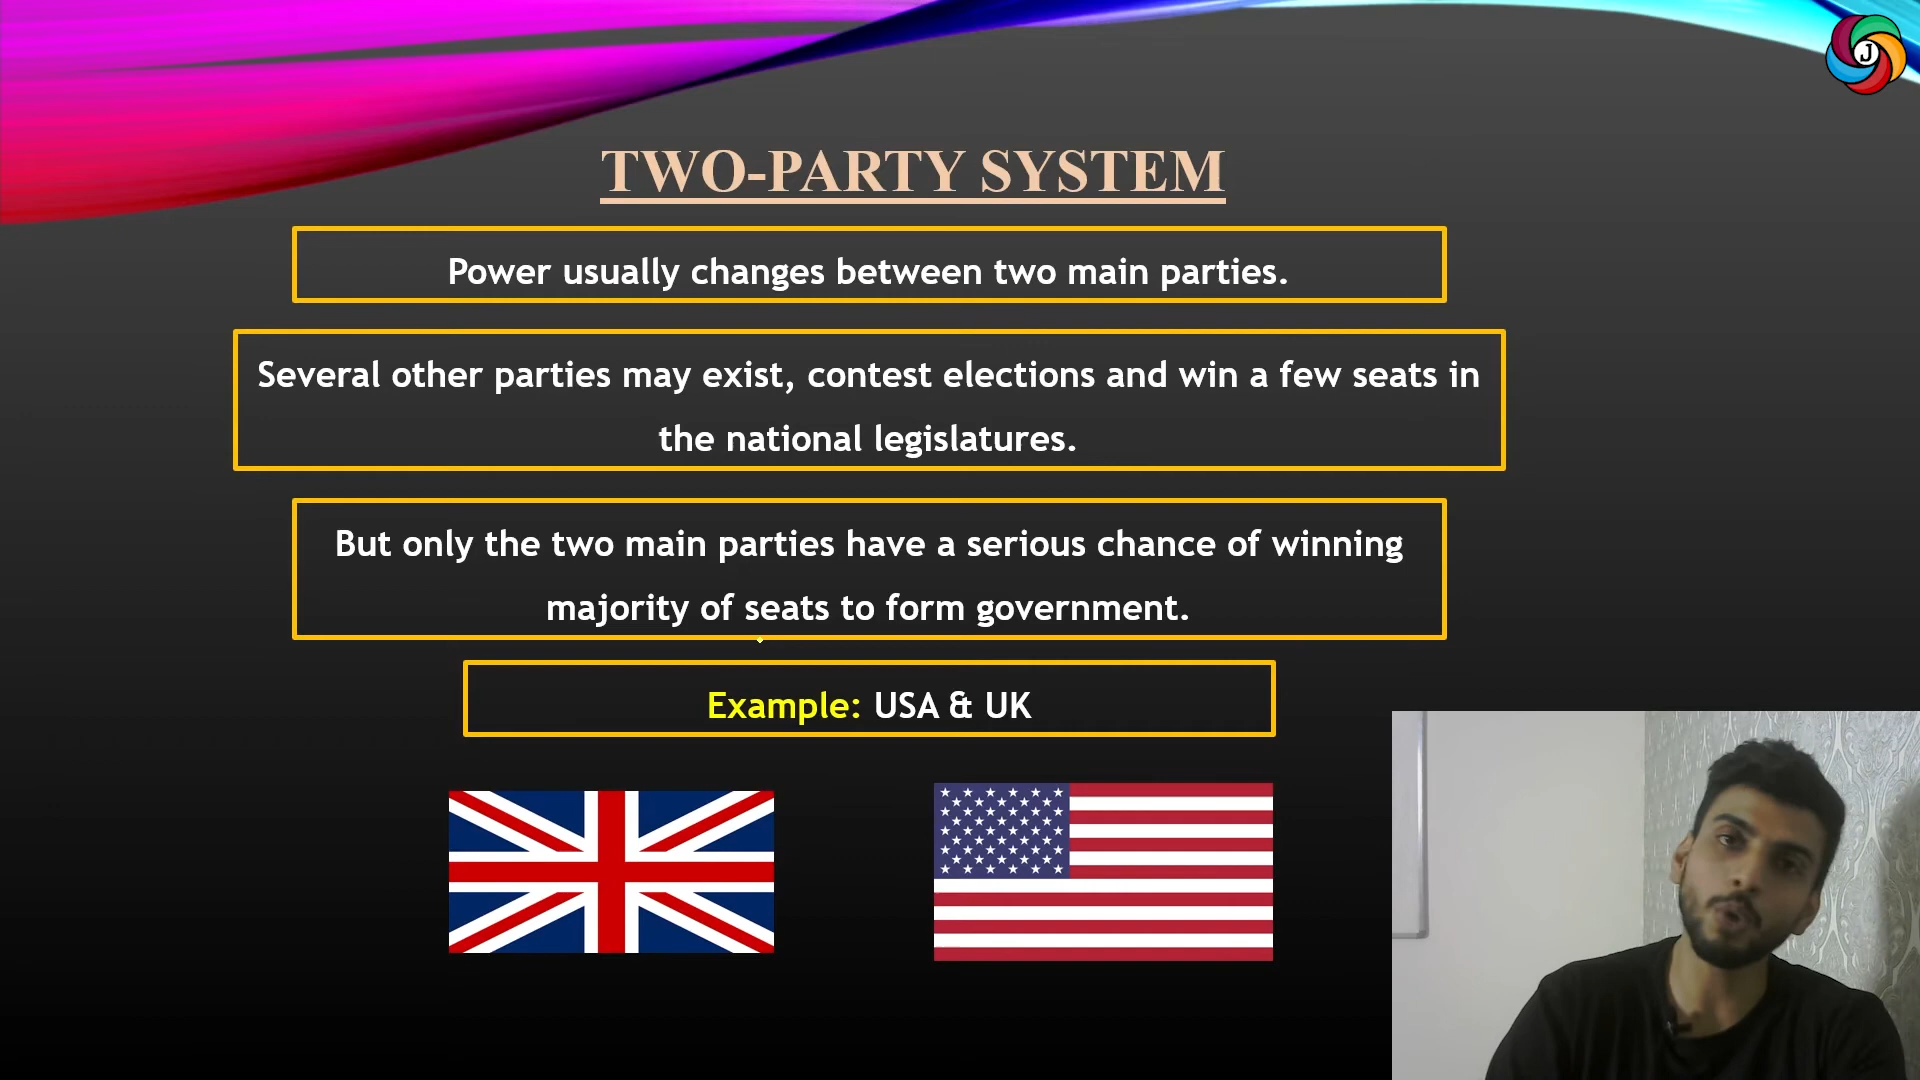 J
TWO-PARTY SYSTEM
Power usually changes between two main parties.
Several other parties may exist, contest elections and win a few seats in
the national legislatures.
But only the two main parties have a serious chance of winning
majority of seats to form government.
Example: USA & UK